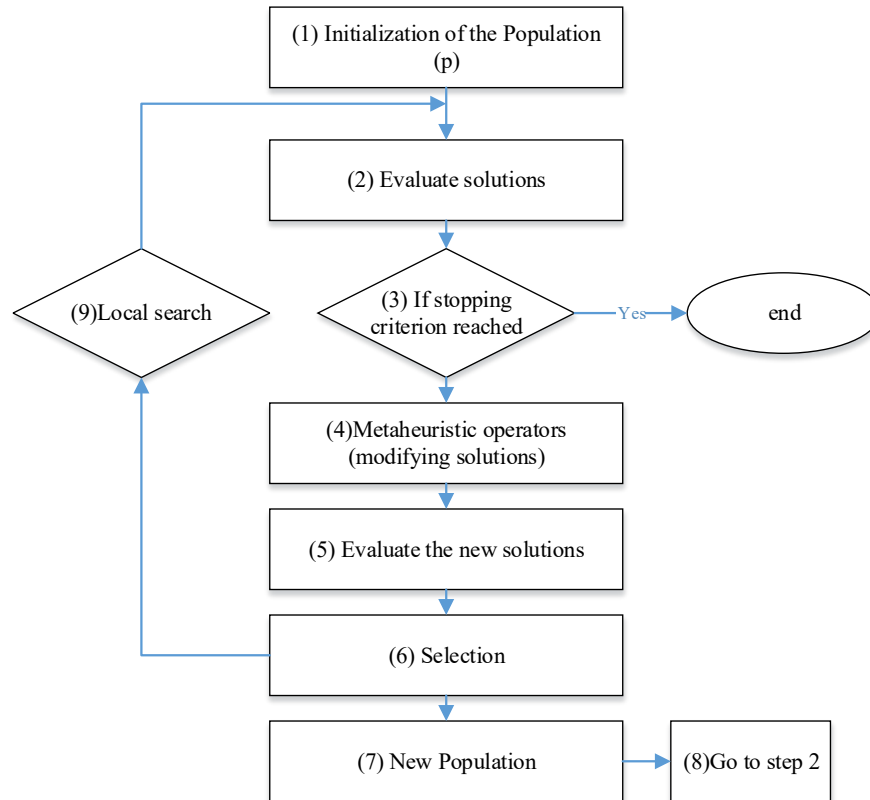 (1) Initialization of the Population
(p)
(2) Evaluate solutions
(9)Local search
(3) If stopping
criterion reached
Yes
end
(4)Metaheuristic operators
(modifying solutions)
(5) Evaluate the new solutions
(6) Selection
(7) New Population
(8)Go to step 2